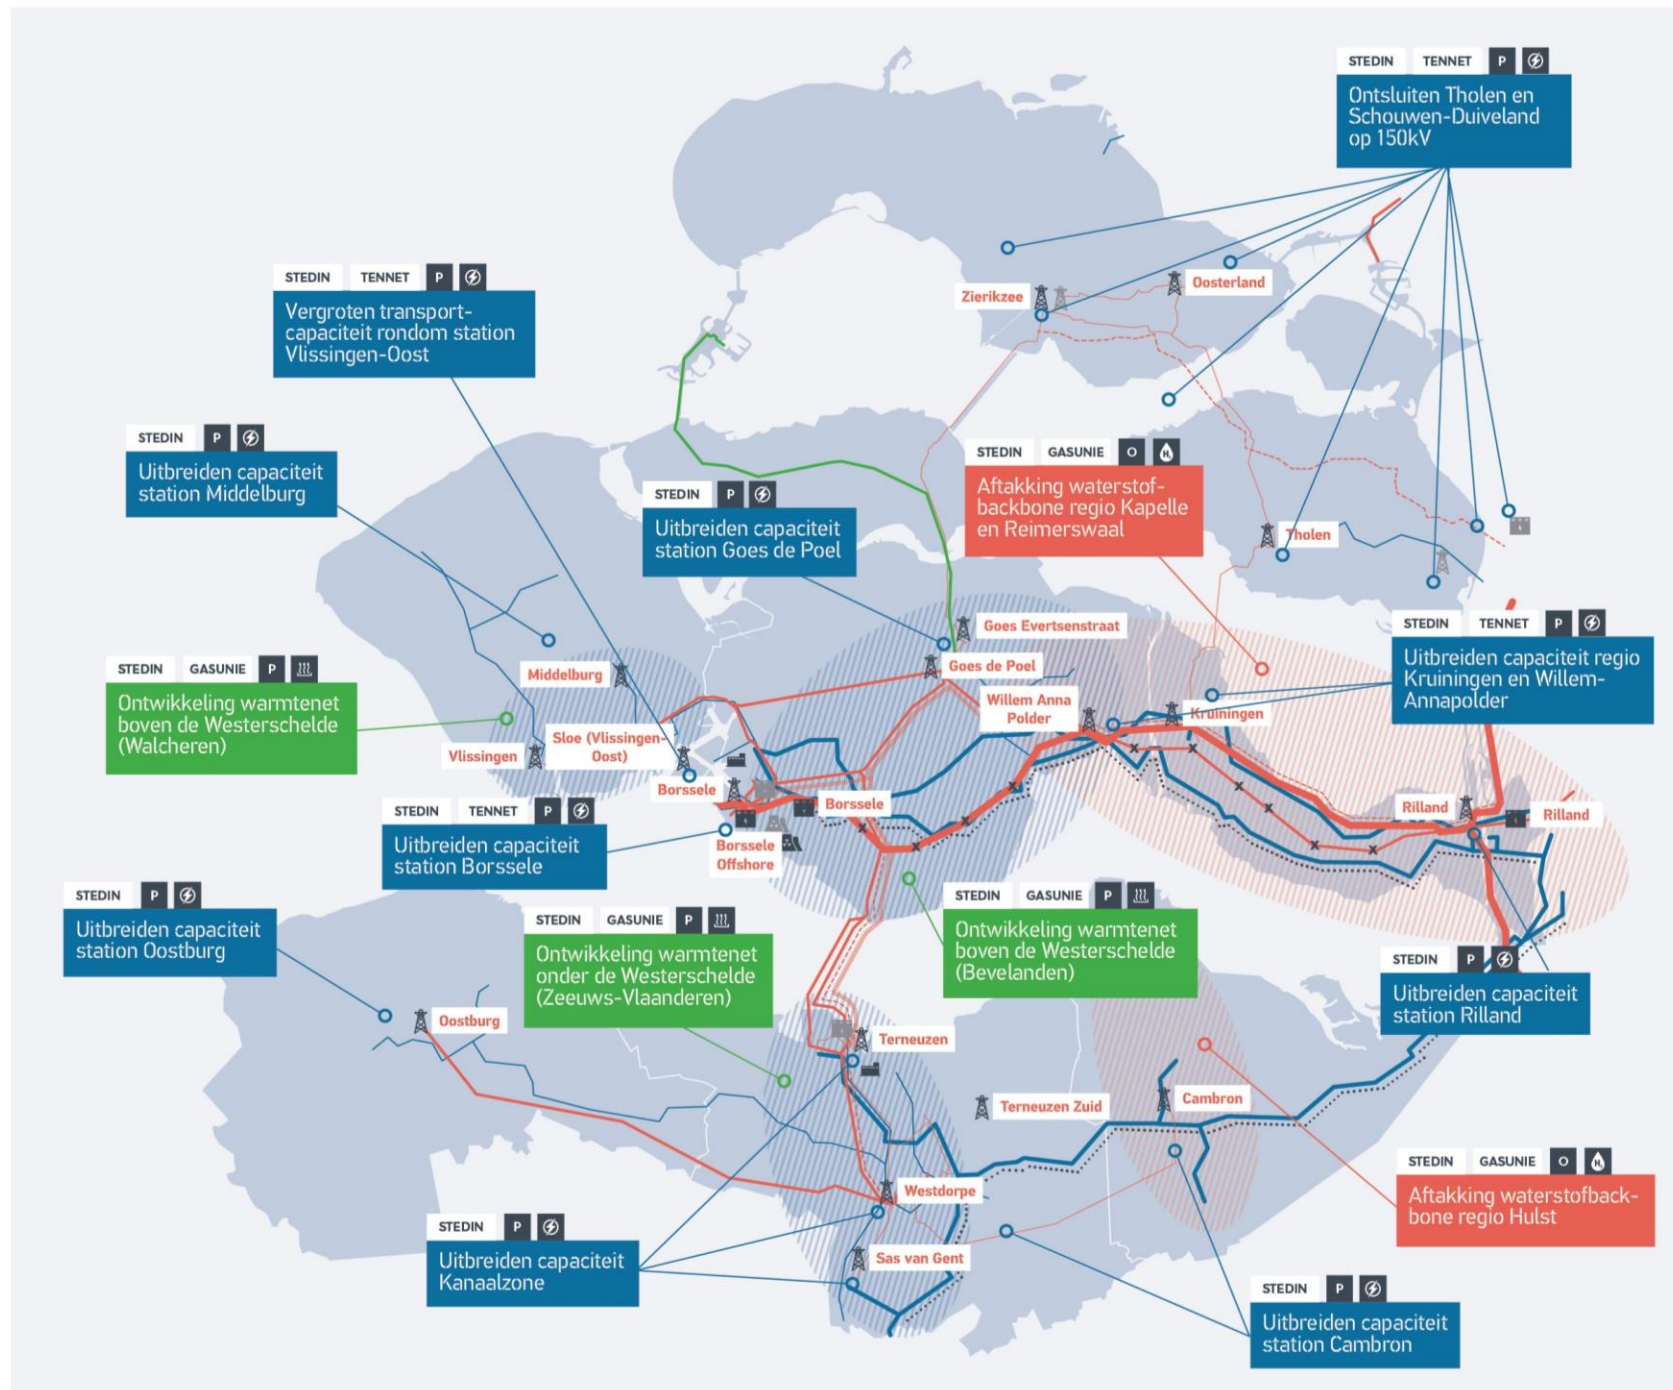 STEDIN TENNET P
Ontsluiten Tholen en
Schouwen-Duiveland
op 150kV
STEDIN TENNET P
Vergroten transport-
capaciteit rondom station
Vlissingen-Oost
Zierikzee
Oosterland
STEDIN P
Uitbreiden capaciteit
station Middelburg
STEDIN GASUNIE O H₂
Aftakking waterstof-
backbone regio Kapelle
en Reimerswaal
STEDIN P
Uitbreiden capaciteit
station Goes de Poel
Tholen
STEDIN TENNET P
Uitbreiden capaciteit regio
Kruiningen en Willem-
Annapolder
Goes Evertsenstraat
Goes de Poel
STEDIN GASUNIE P
Ontwikkeling warmtenet
boven de Westerschelde
(Walcheren)
Middelburg
Willem Anna
Polder
Kruiningen
Vlissingen
Sloe (Vlissingen-
Oost)
Borssele
Borssele
Rilland
Rilland
STEDIN TENNET P
Uitbreiden capaciteit
station Borssele
Borssele
Offshore
STEDIN P
Uitbreiden capaciteit
station Oostburg
STEDIN GASUNIE P
Ontwikkeling warmtenet
onder de Westerschelde
(Zeeuws-Vlaanderen)
STEDIN GASUNIE P
Ontwikkeling warmtenet
boven de Westerschelde
(Bevelanden)
STEDIN P
Uitbreiden capaciteit
station Rilland
Oostburg
Terneuzen
Terneuzen Zuid
Cambron
STEDIN GASUNIE O H₂
Aftakking waterstofback-
bone regio Hulst
Westdorpe
STEDIN P
Uitbreiden capaciteit
Kanaalzone
Sas van Gent
STEDIN P
Uitbreiden capaciteit
station Cambron